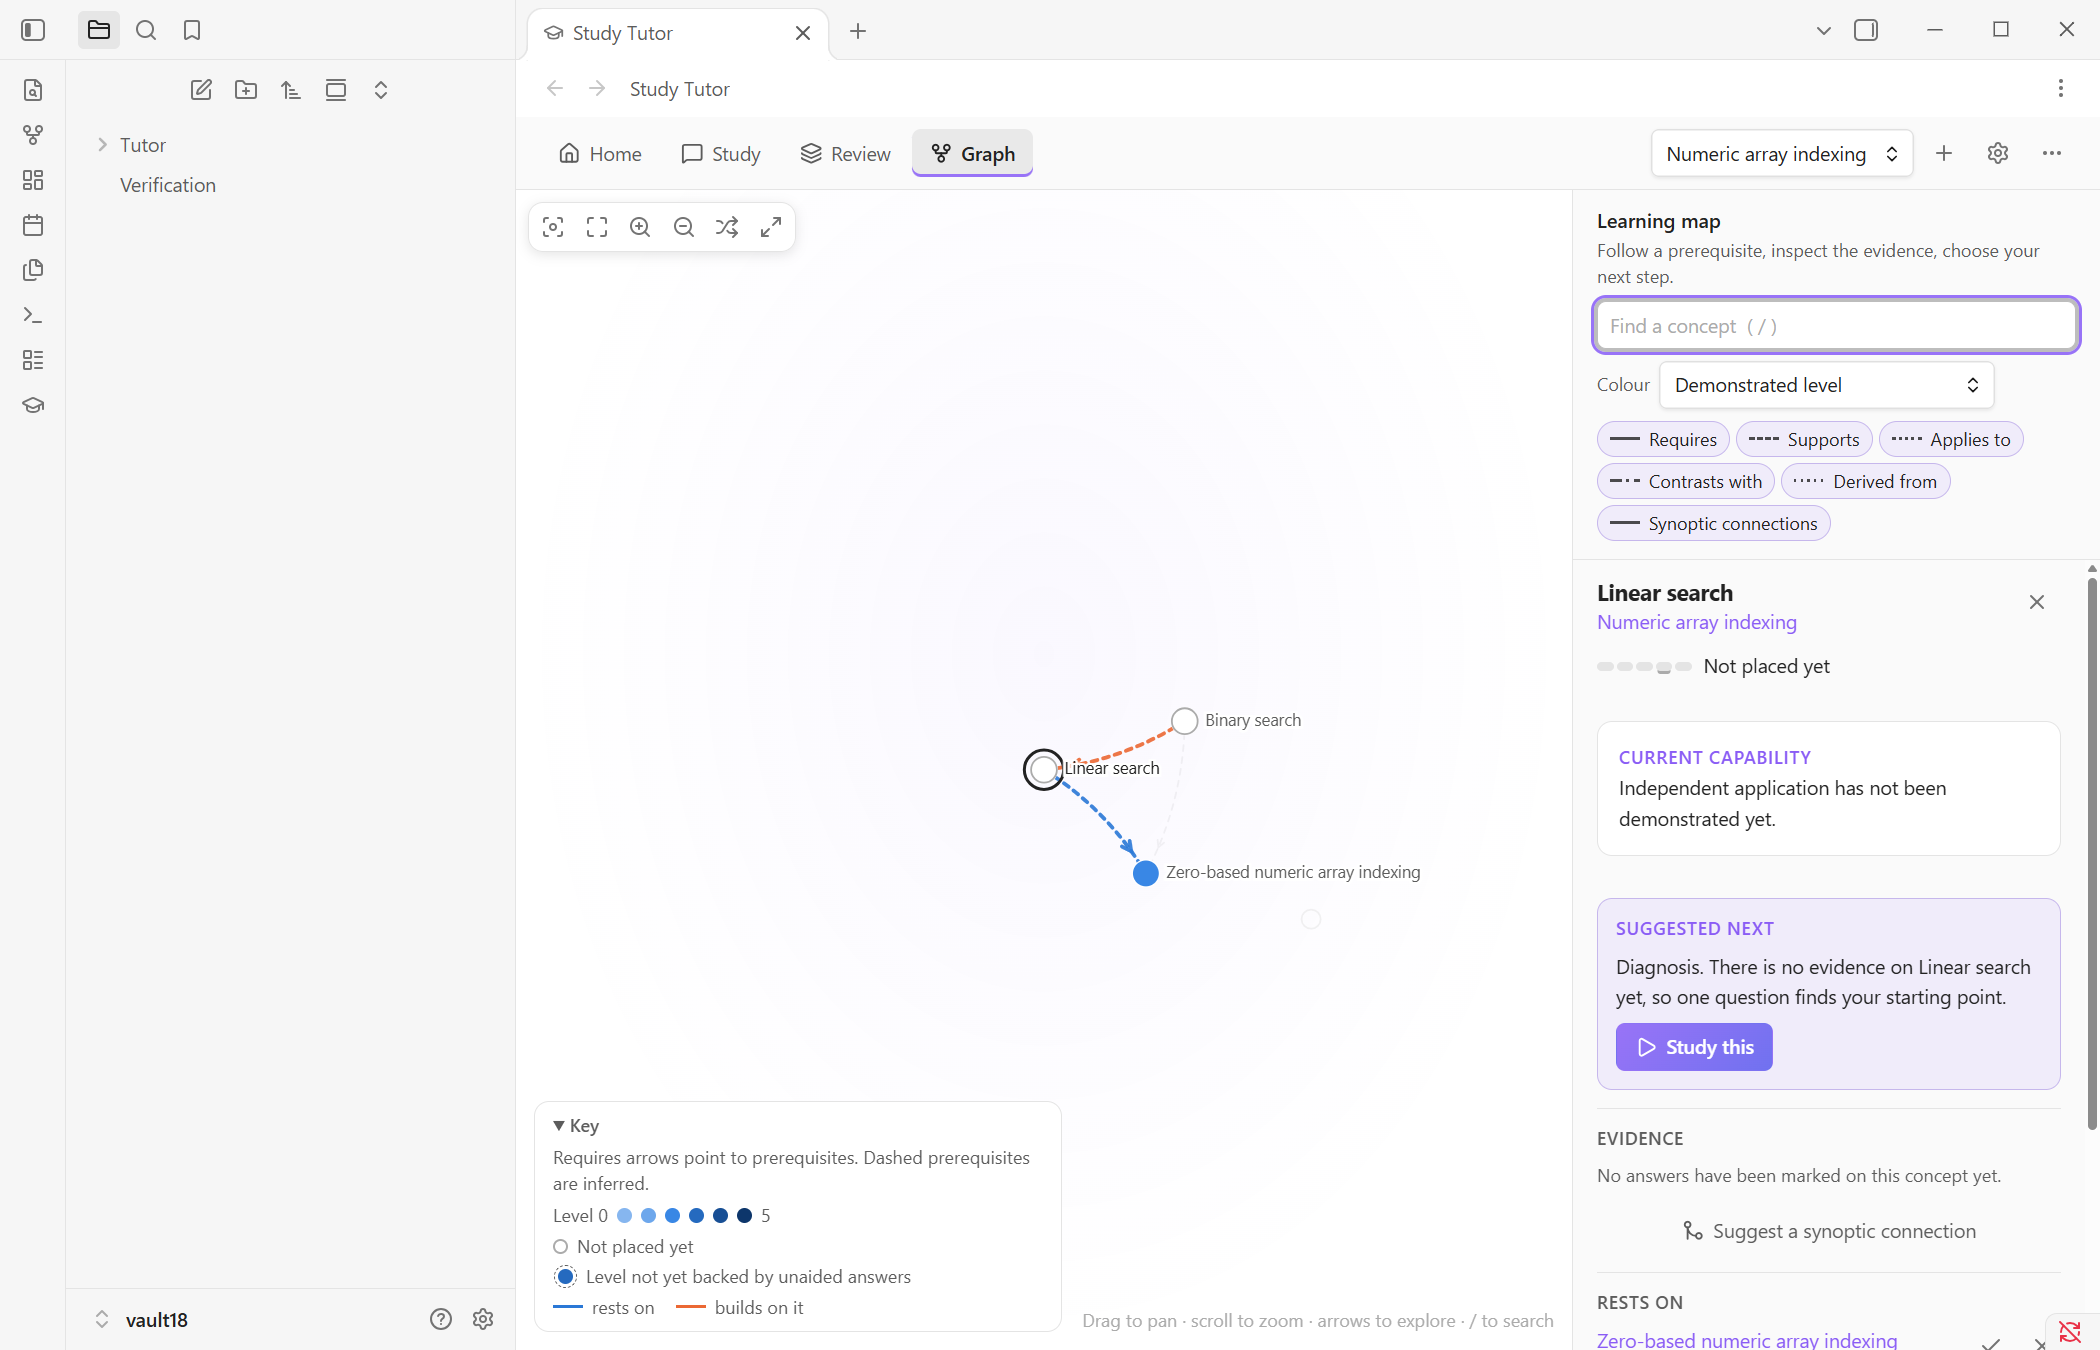 Study Tutor
Study Tutor
Tutor
Verification
Home
Study
Review
Graph
Numeric array indexing
Learning map
Follow a prerequisite, inspect the evidence, choose your
next step.
Find a concept ( / )
Colour
Demonstrated level
Requires
Supports
Applies to
Contrasts with
Derived from
Synoptic connections
Linear search
Numeric array indexing
Not placed yet
CURRENT CAPABILITY
Independent application has not been
demonstrated yet.
SUGGESTED NEXT
Diagnosis. There is no evidence on Linear search
yet, so one question finds your starting point.
Study this
EVIDENCE
No answers have been marked on this concept yet.
Suggest a synoptic connection
RESTS ON
Zero-based numeric array indexing
Binary search
Linear search
Zero-based numeric array indexing
Key
Requires arrows point to prerequisites. Dashed prerequisites
are inferred.
Level 0
5
Not placed yet
Level not yet backed by unaided answers
rests on
builds on it
Drag to pan · scroll to zoom · arrows to explore · / to search
vault18